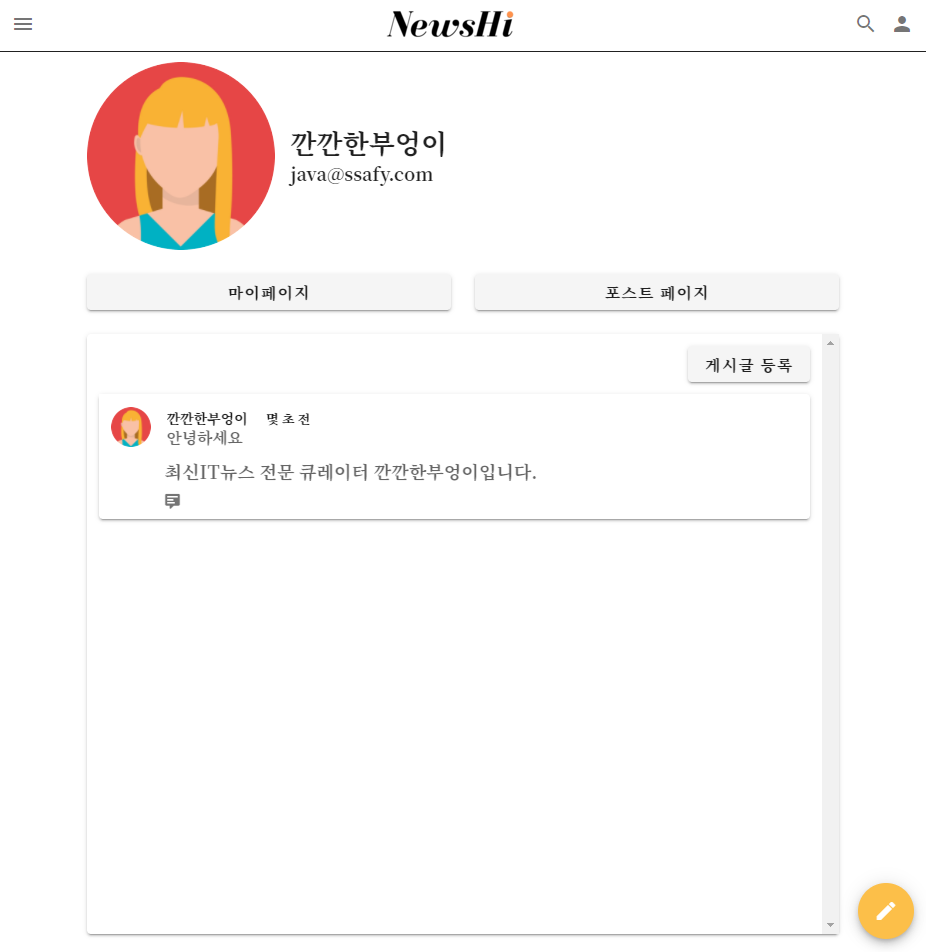 NewsHi
깐깐한부엉이
java@ssafy.com
마이페이지
포스트 페이지
게시글 등록
깐깐한부엉이 몇 초 전
안녕하세요
최신IT뉴스 전문 큐레이터 깐깐한부엉이입니다.